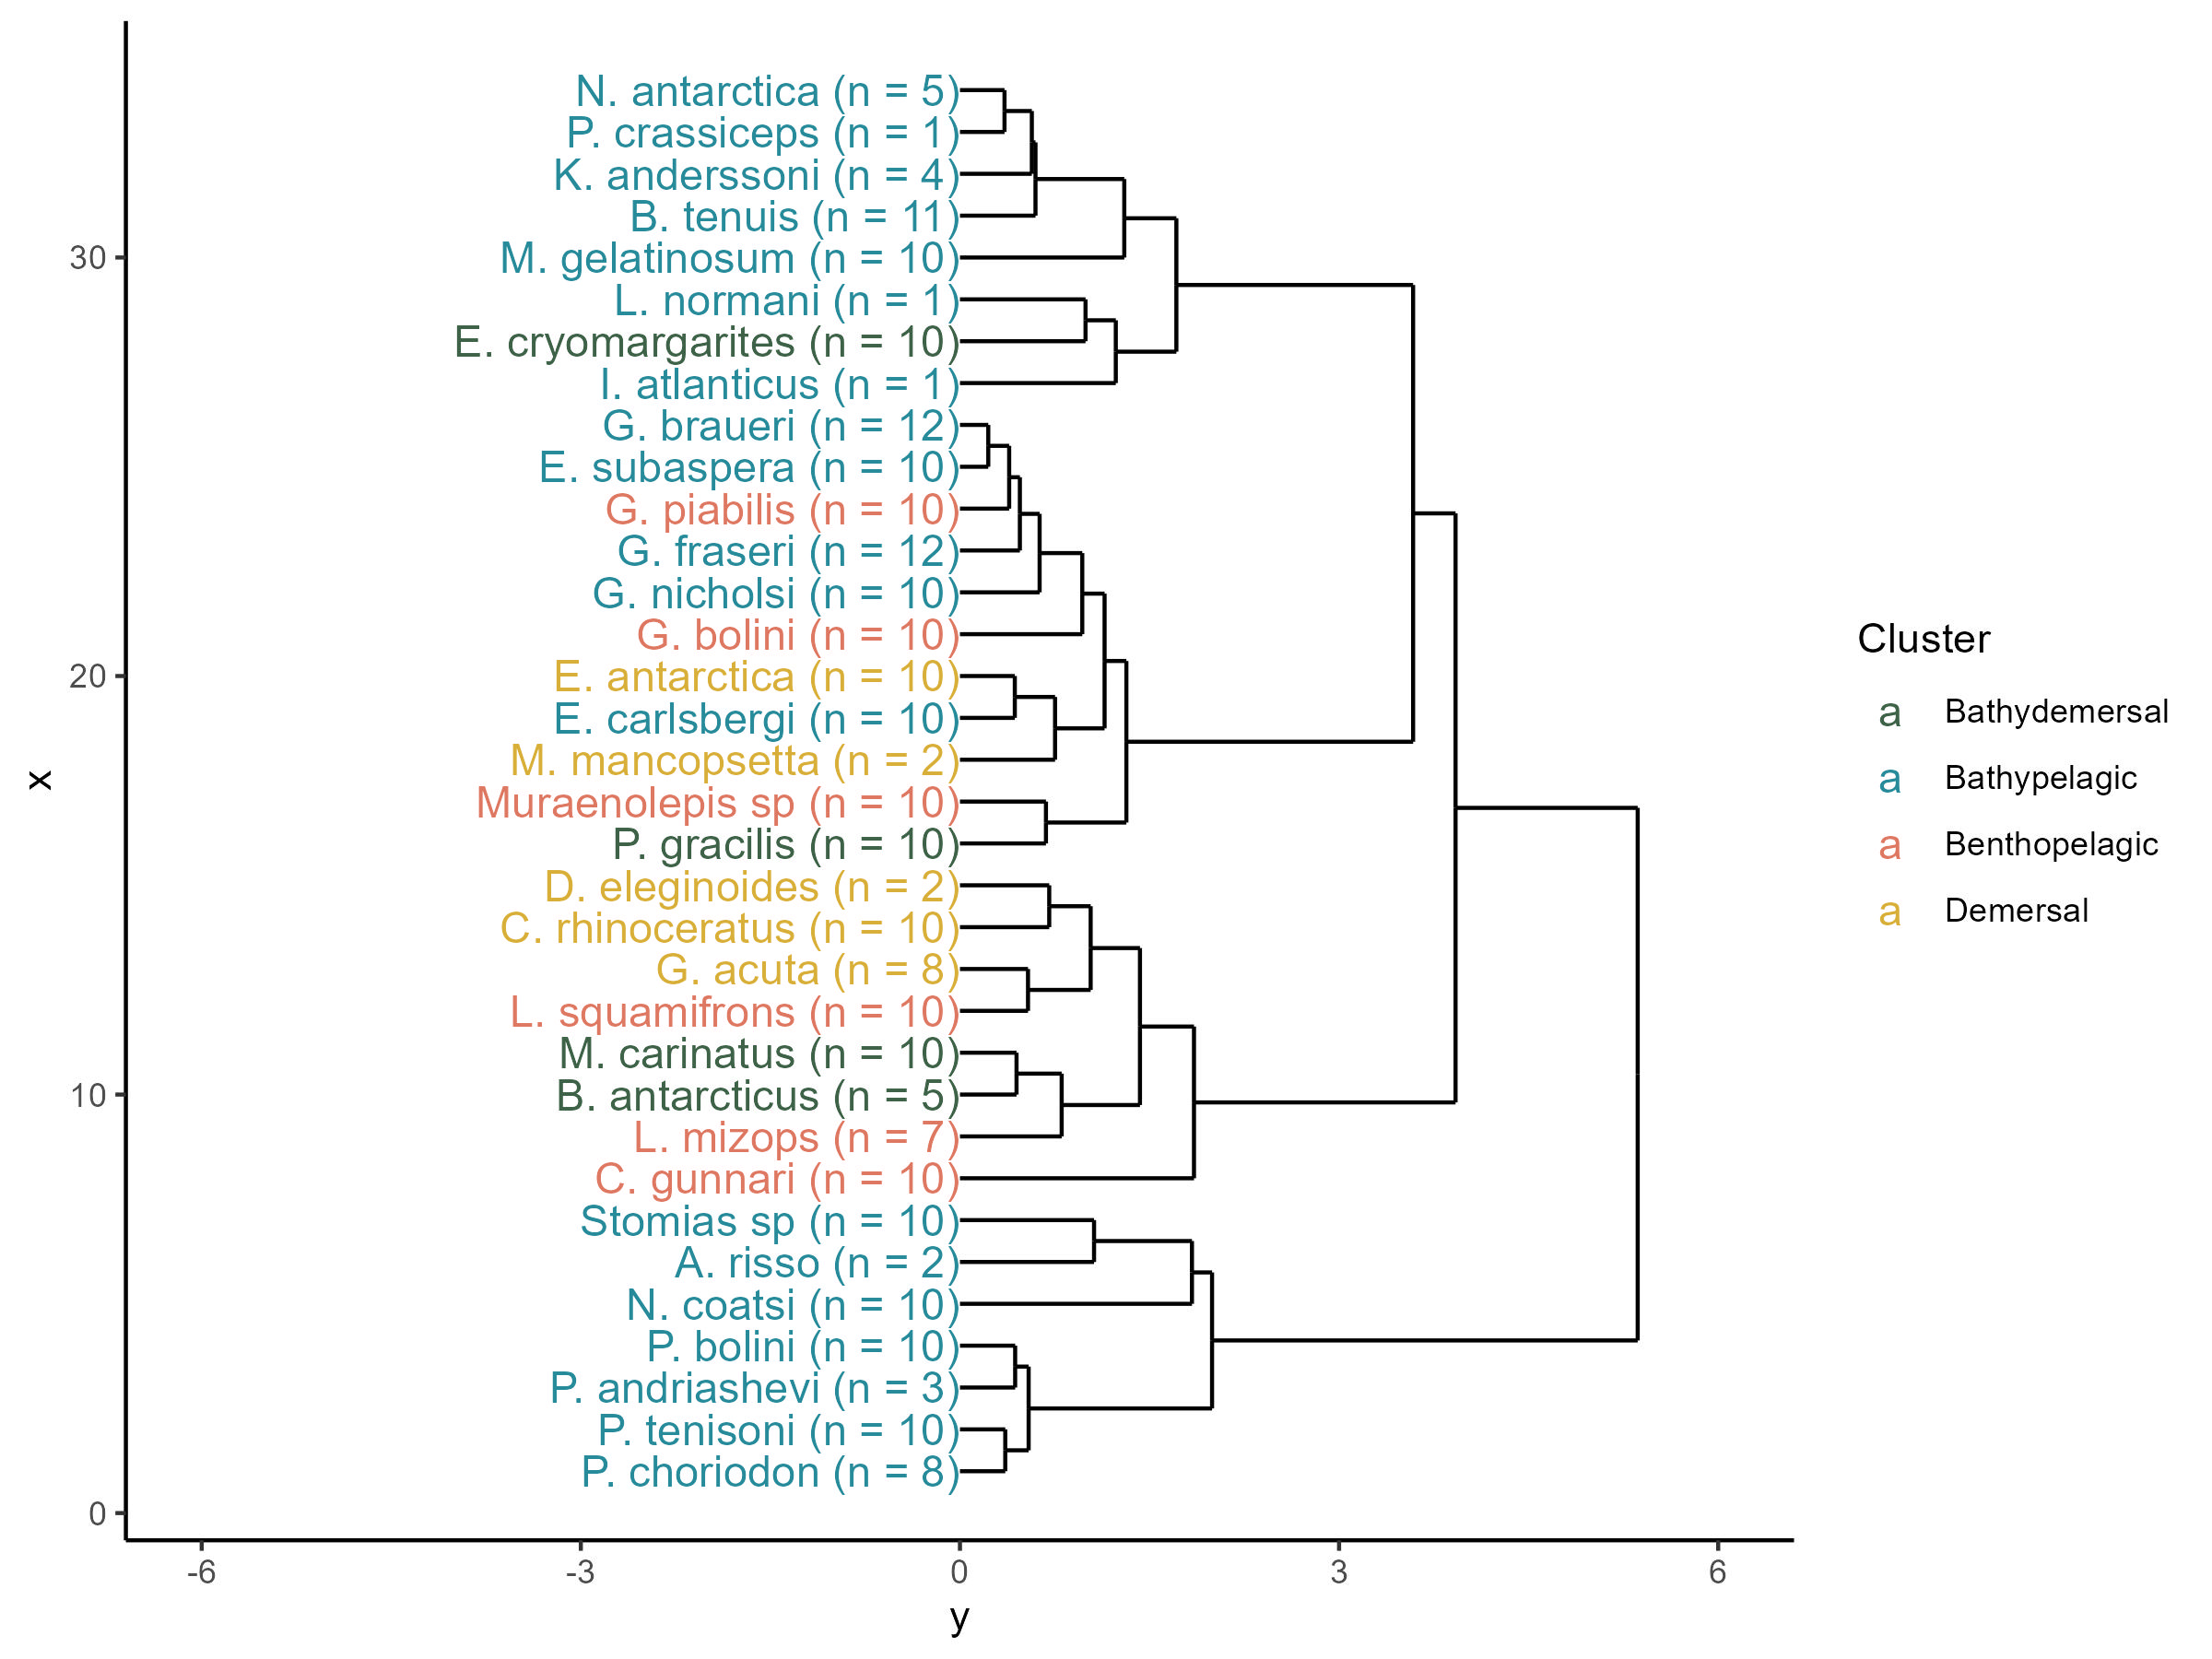 N. antarctica (n = 5)
P. crassiceps (n = 1)
K. anderssoni (n = 4)
B. tenuis (n = 11)
30
M. gelatinosum (n = 10)
L. normani (n = 1)
E. cryomargarites (n = 10)
I. atlanticus (n = 1)
G. braueri (n = 12)
E. subaspera (n = 10)
G. piabilis (n = 10)
G. fraseri (n = 12)
G. nicholsi (n = 10)
G. bolini (n = 10)
20
E. antarctica (n = 10)
E. carlsbergi (n = 10)
M. mancopsetta (n = 2)
Muraenolepis sp (n = 10)
P. gracilis (n = 10)
D. eleginoides (n = 2)
C. rhinoceratus (n = 10)
G. acuta (n = 8)
L. squamifrons (n = 10)
M. carinatus (n = 10)
10
B. antarcticus (n = 5)
L. mizops (n = 7)
C. gunnari (n = 10)
Stomias sp (n = 10)
A. risso (n = 2)
N. coatsi (n = 10)
P. bolini (n = 10)
P. andriashevi (n = 3)
P. tenisoni (n = 10)
P. choriodon (n = 8)
0
x
-6
-3
0
3
6
y
Cluster
a Bathydemersal
a Bathypelagic
a Benthopelagic
a Demersal